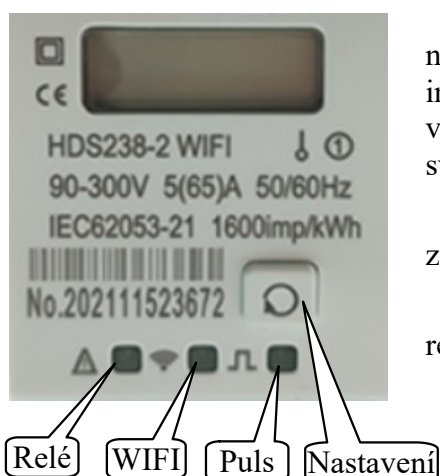 CE
HDS238-2 WIFI 1
90-300V 5(65)A 50/60Hz
IEC62053-21 1600imp/kWh
No.202111523672
Relé WIFI Puls Nastavení